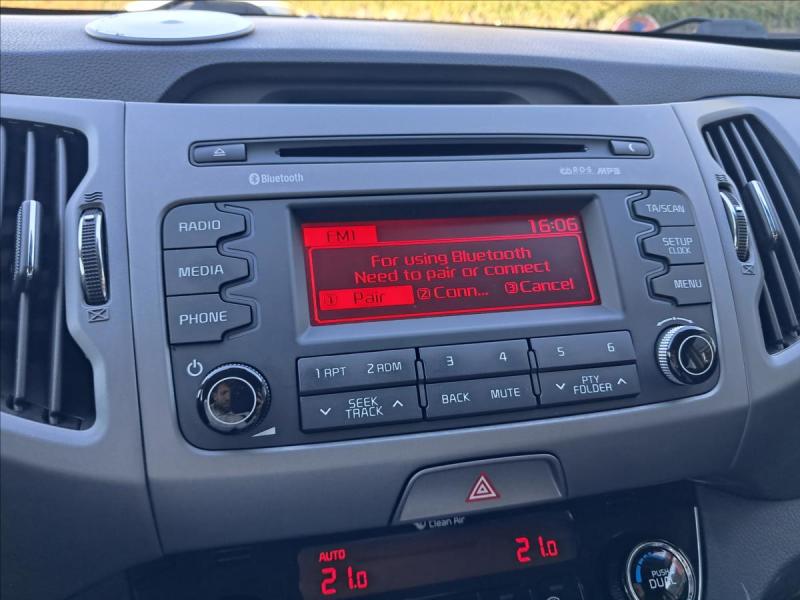 Bluetooth
CD R·D·S MP3
RADIO
MEDIA
PHONE
FM1 16:06
For using Bluetooth
Need to pair or connect
1 Pair 2 Conn... 3 Cancel
TA/SCAN
SETUP
CLOCK
MENU
1 RPT 2 RDM 3 4 5 6
SEEK
TRACK
BACK MUTE
PTY
FOLDER
Clean Air
AUTO
21.0 21.0
PUSH
DUAL